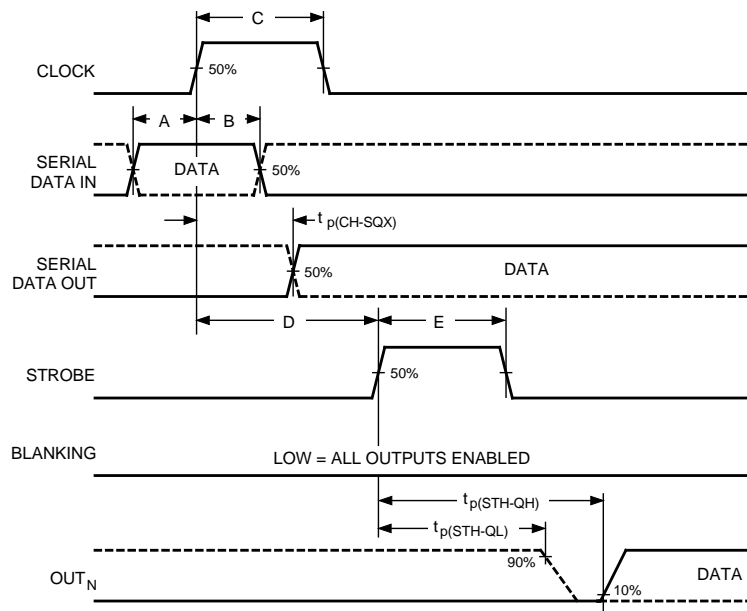 C
CLOCK
50%
A
B
SERIAL
DATA IN
DATA
50%
t p(CH-SQX)
SERIAL
DATA OUT
50%
DATA
D
E
STROBE
50%
BLANKING
LOW = ALL OUTPUTS ENABLED
t p(STH-QH)
t p(STH-QL)
OUT N
90%
10%
DATA